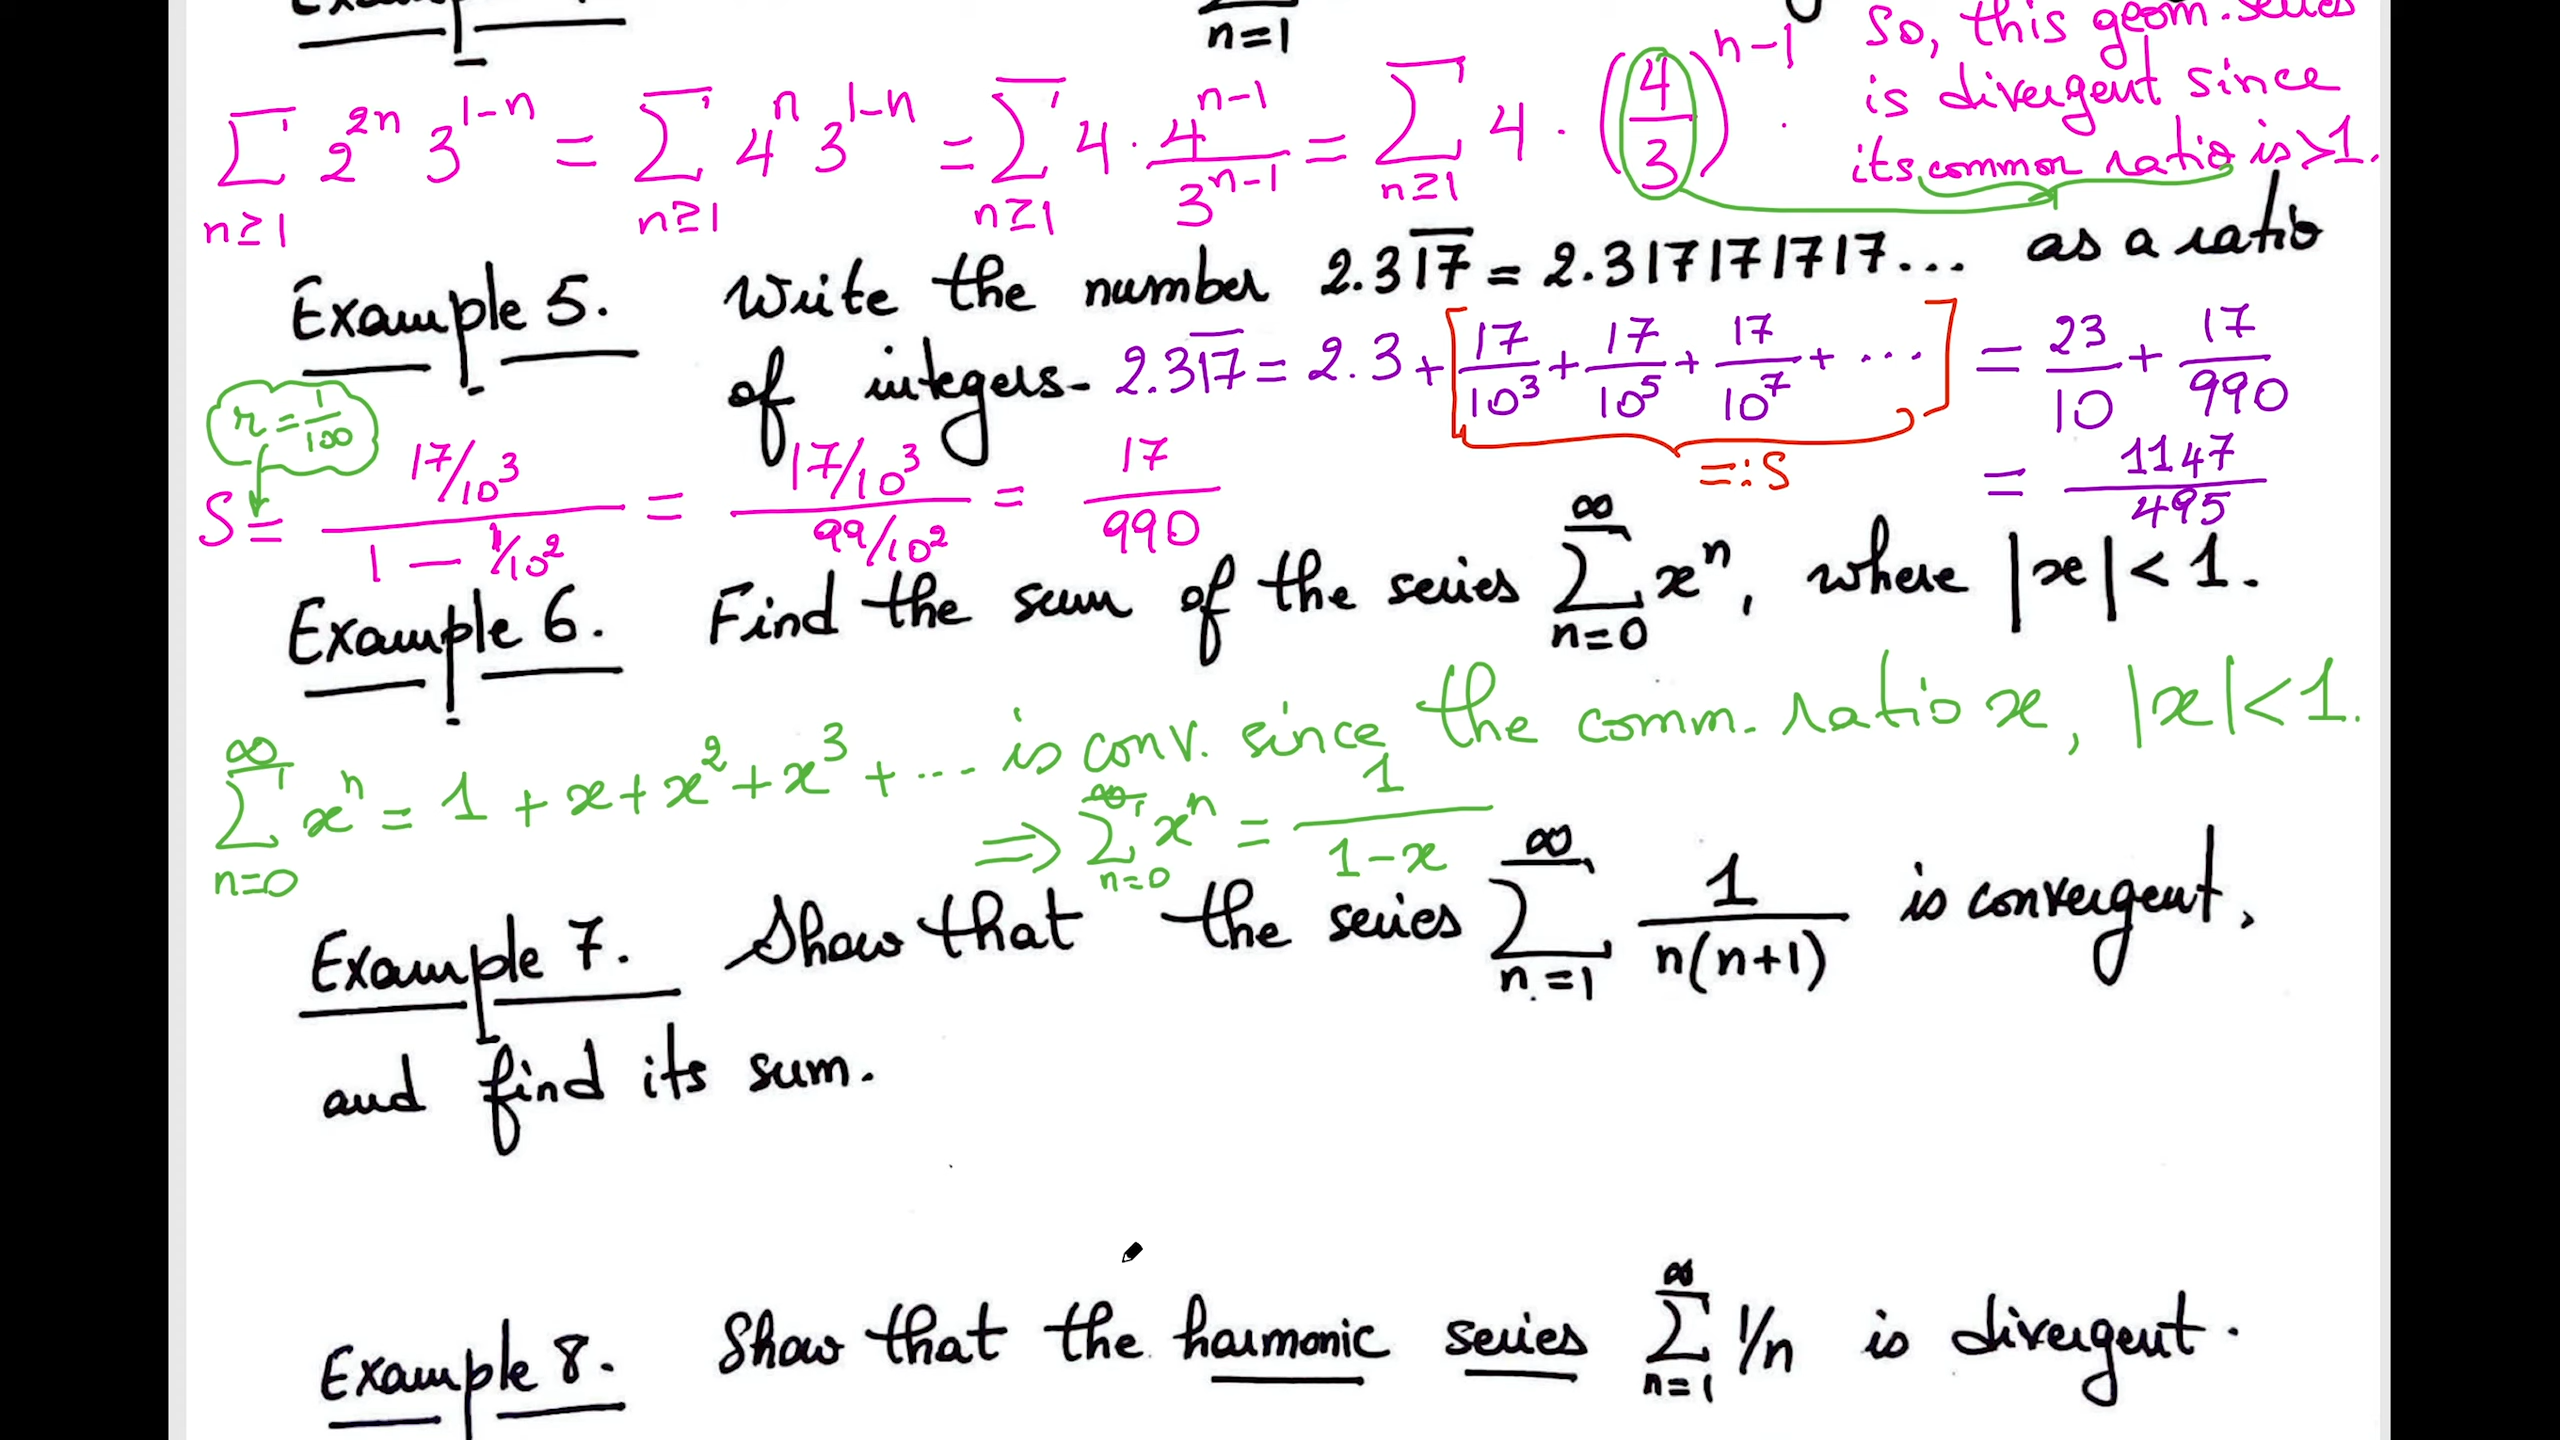 n=1
So, this geom. series
is divergent since
its common ratio is >1.
∑ n≥1 2^{2n} 3^{1-n} = ∑ n≥1 4^n 3^{1-n} = ∑ n≥1 4 · 4^{n-1}/3^{n-1} = ∑ n≥1 4 · (4/3)^{n-1} .
Example 5. Write the number 2.3\overline{17} = 2.317171717... as a ratio
of integers. 2.3\overline{17} = 2.3 + [17/10^3 + 17/10^5 + 17/10^7 + ...] = 23/10 + 17/990
=: S
= 1147/495
r = 1/100
S = (17/10^3)/(1 - 1/10^2) = (17/10^3)/(99/10^2) = 17/990
Example 6. Find the sum of the series ∑_{n=0}^{∞} x^n, where |x| < 1.
∑_{n=0}^{∞} x^n = 1 + x + x^2 + x^3 + ... is conv. since the comm. ratio x, |x| < 1.
⇒ ∑_{n=0}^{∞} x^n = 1/(1-x)
Example 7. Show that the series ∑_{n=1}^{∞} 1/(n(n+1)) is convergent,
and find its sum.
Example 8. Show that the harmonic series ∑_{n=1}^{∞} 1/n is divergent.